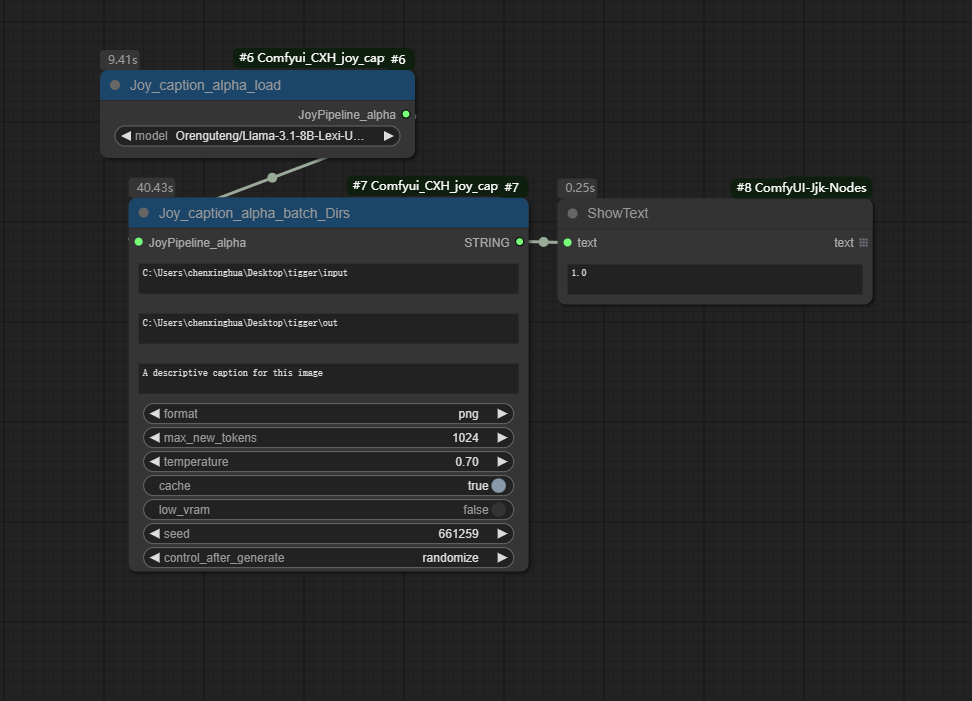 9.41s
#6 Comfyui_CXH_joy_cap #6
Joy_caption_alpha_load
JoyPipeline_alpha
model Orenguteng/Llama-3.1-8B-Lexi-U...
40.43s
#7 Comfyui_CXH_joy_cap #7
Joy_caption_alpha_batch_Dirs
JoyPipeline_alpha STRING
C:\Users\chenxinghua\Desktop\tigger\input
C:\Users\chenxinghua\Desktop\tigger\out
A descriptive caption for this image
format png
max_new_tokens 1024
temperature 0.70
cache true
low_vram false
seed 661259
control_after_generate randomize
0.25s
#8 ComfyUI-Jjk-Nodes
ShowText
text text
1.0